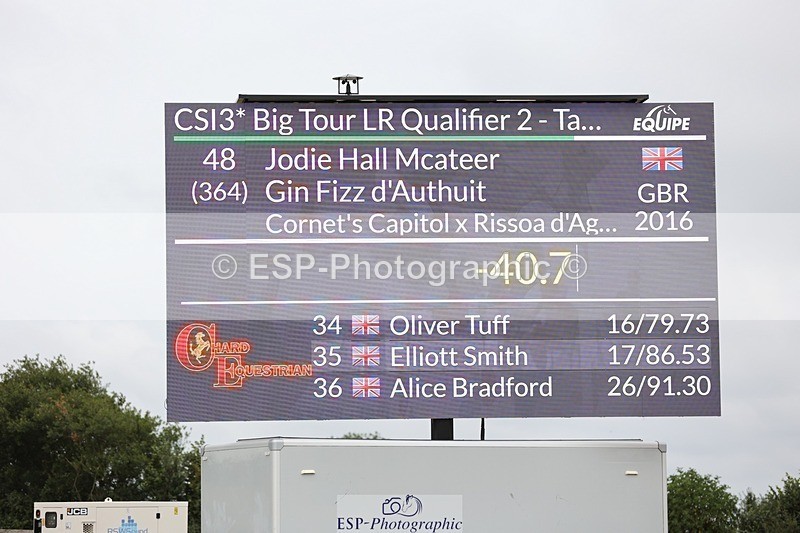 CSI3* Big Tour LR Qualifier 2 - Ta...
EQUIPE
48 Jodie Hall Mcateer
(364) Gin Fizz d'Authuit GBR
Cornet's Capitol x Rissoa d'Ag... 2016
-40.7
© ESP-Photographic ©
34 Oliver Tuff 16/79.73
35 Elliott Smith 17/86.53
36 Alice Bradford 26/91.30
CHARD
EQUESTRIAN
JCB
ESP-Photographic